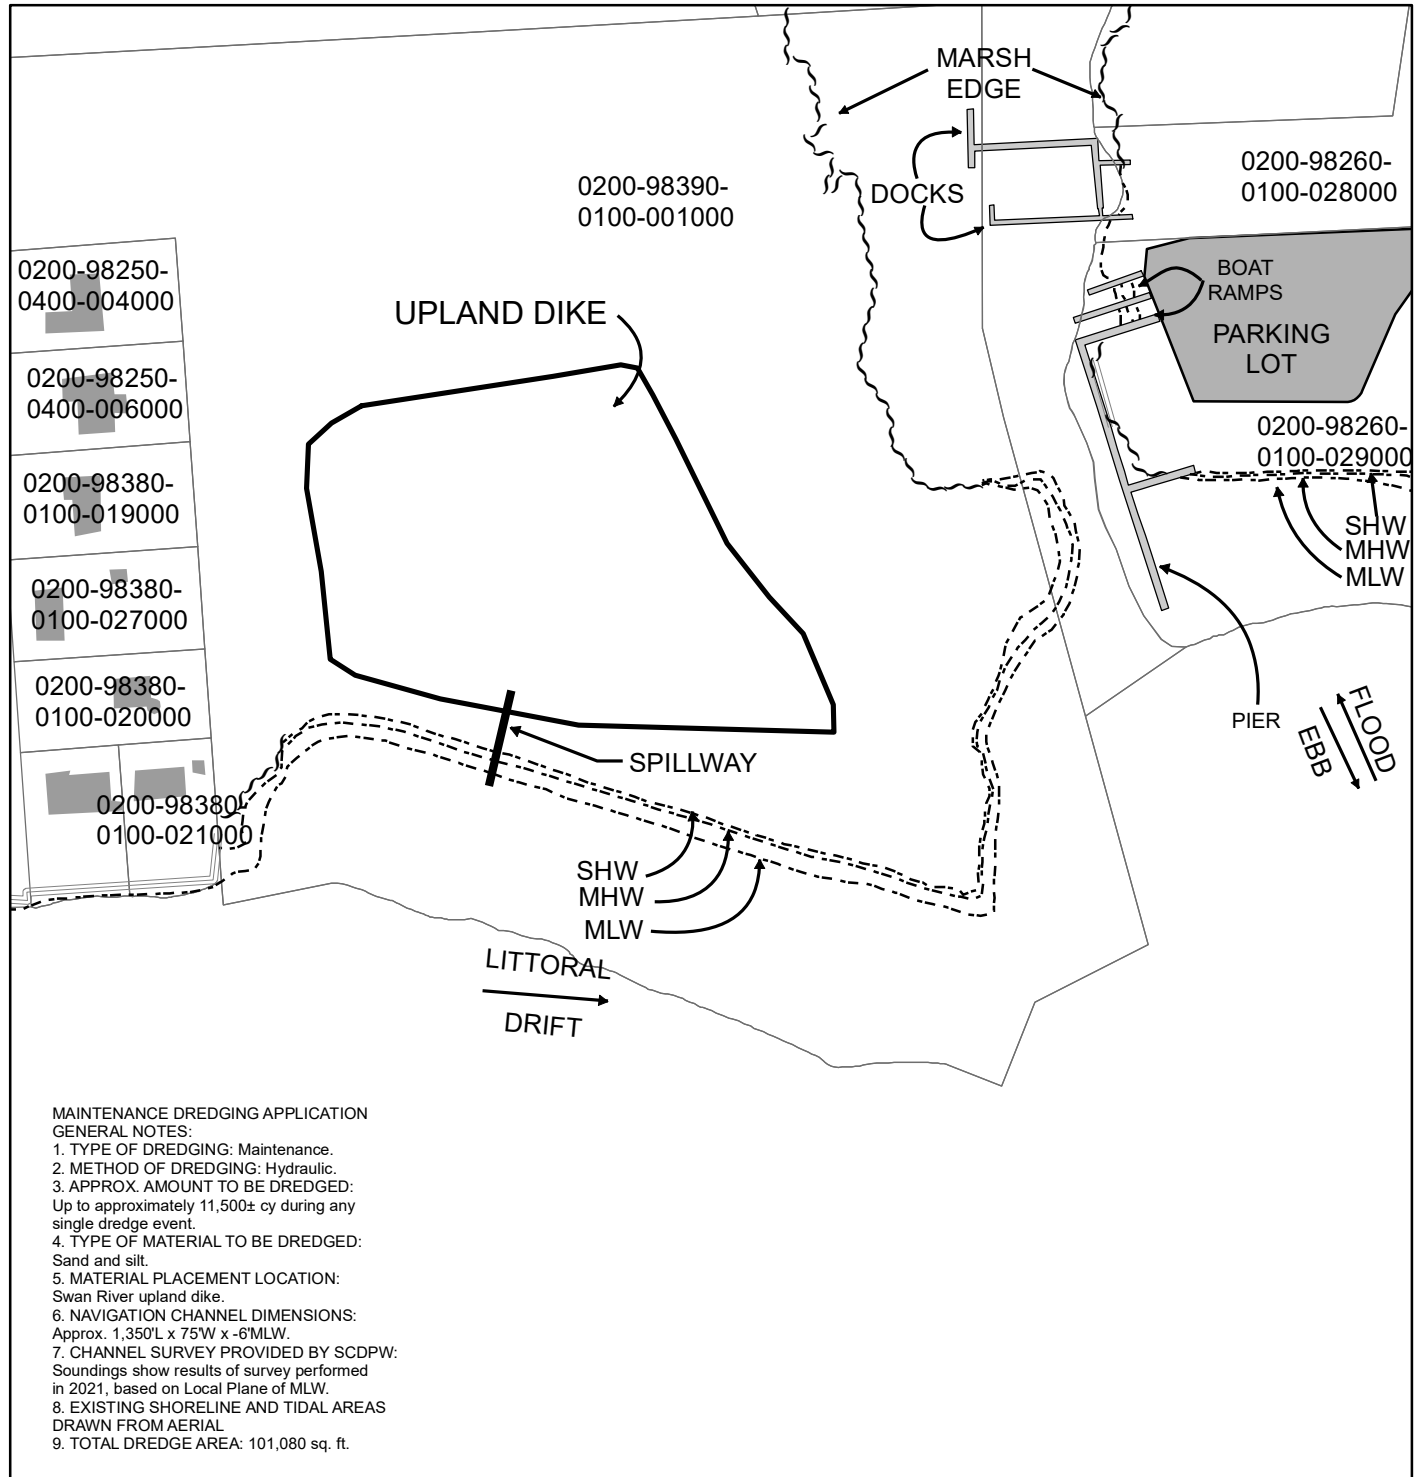 MARSH
EDGE
DOCKS
0200-98390-
0100-001000
0200-98260-
0100-028000
0200-98250-
0400-004000
UPLAND DIKE
BOAT
RAMPS
PARKING
LOT
0200-98250-
0400-006000
0200-98260-
0100-029000
0200-98380-
0100-019000
SHW
MHW
MLW
0200-98380-
0100-027000
0200-98380-
0100-020000
PIER
FLOOD
EBB
SPILLWAY
0200-98380-
0100-021000
SHW
MHW
MLW
LITTORAL
DRIFT
MAINTENANCE DREDGING APPLICATION
GENERAL NOTES:
1. TYPE OF DREDGING: Maintenance.
2. METHOD OF DREDGING: Hydraulic.
3. APPROX. AMOUNT TO BE DREDGED:
Up to approximately 11,500± cy during any
single dredge event.
4. TYPE OF MATERIAL TO BE DREDGED:
Sand and silt.
5. MATERIAL PLACEMENT LOCATION:
Swan River upland dike.
6. NAVIGATION CHANNEL DIMENSIONS:
Approx. 1,350'L x 75'W x -6'MLW.
7. CHANNEL SURVEY PROVIDED BY SCDPW:
Soundings show results of survey performed
in 2021, based on Local Plane of MLW.
8. EXISTING SHORELINE AND TIDAL AREAS
DRAWN FROM AERIAL
9. TOTAL DREDGE AREA: 101,080 sq. ft.